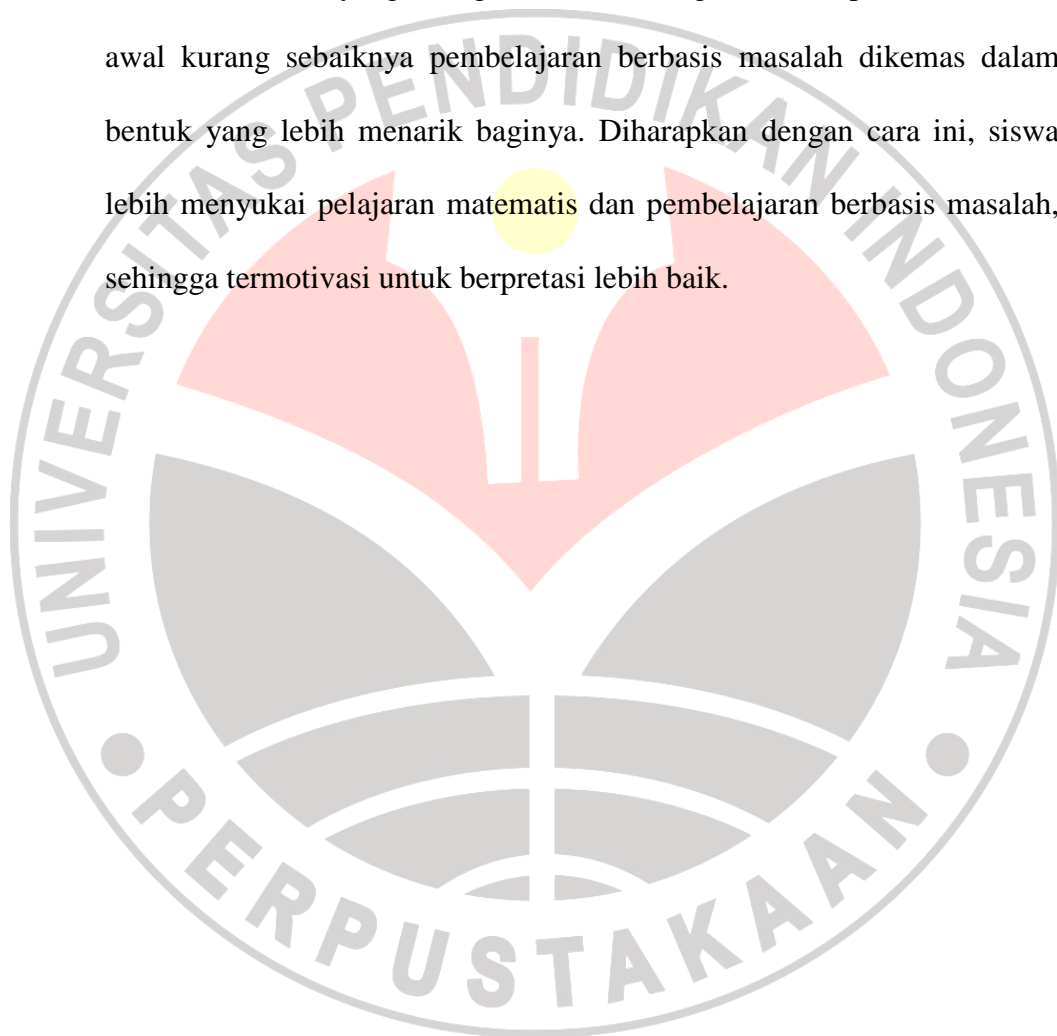 awal kurang sebaiknya pembelajaran berbasis masalah dikemas dalam
bentuk yang lebih menarik baginya. Diharapkan dengan cara ini, siswa
lebih menyukai pelajaran matematis dan pembelajaran berbasis masalah,
sehingga termotivasi untuk berpretasi lebih baik.
UNIVERSITAS PENDIDIKAN INDONESIA
PERPUSTAKAAN